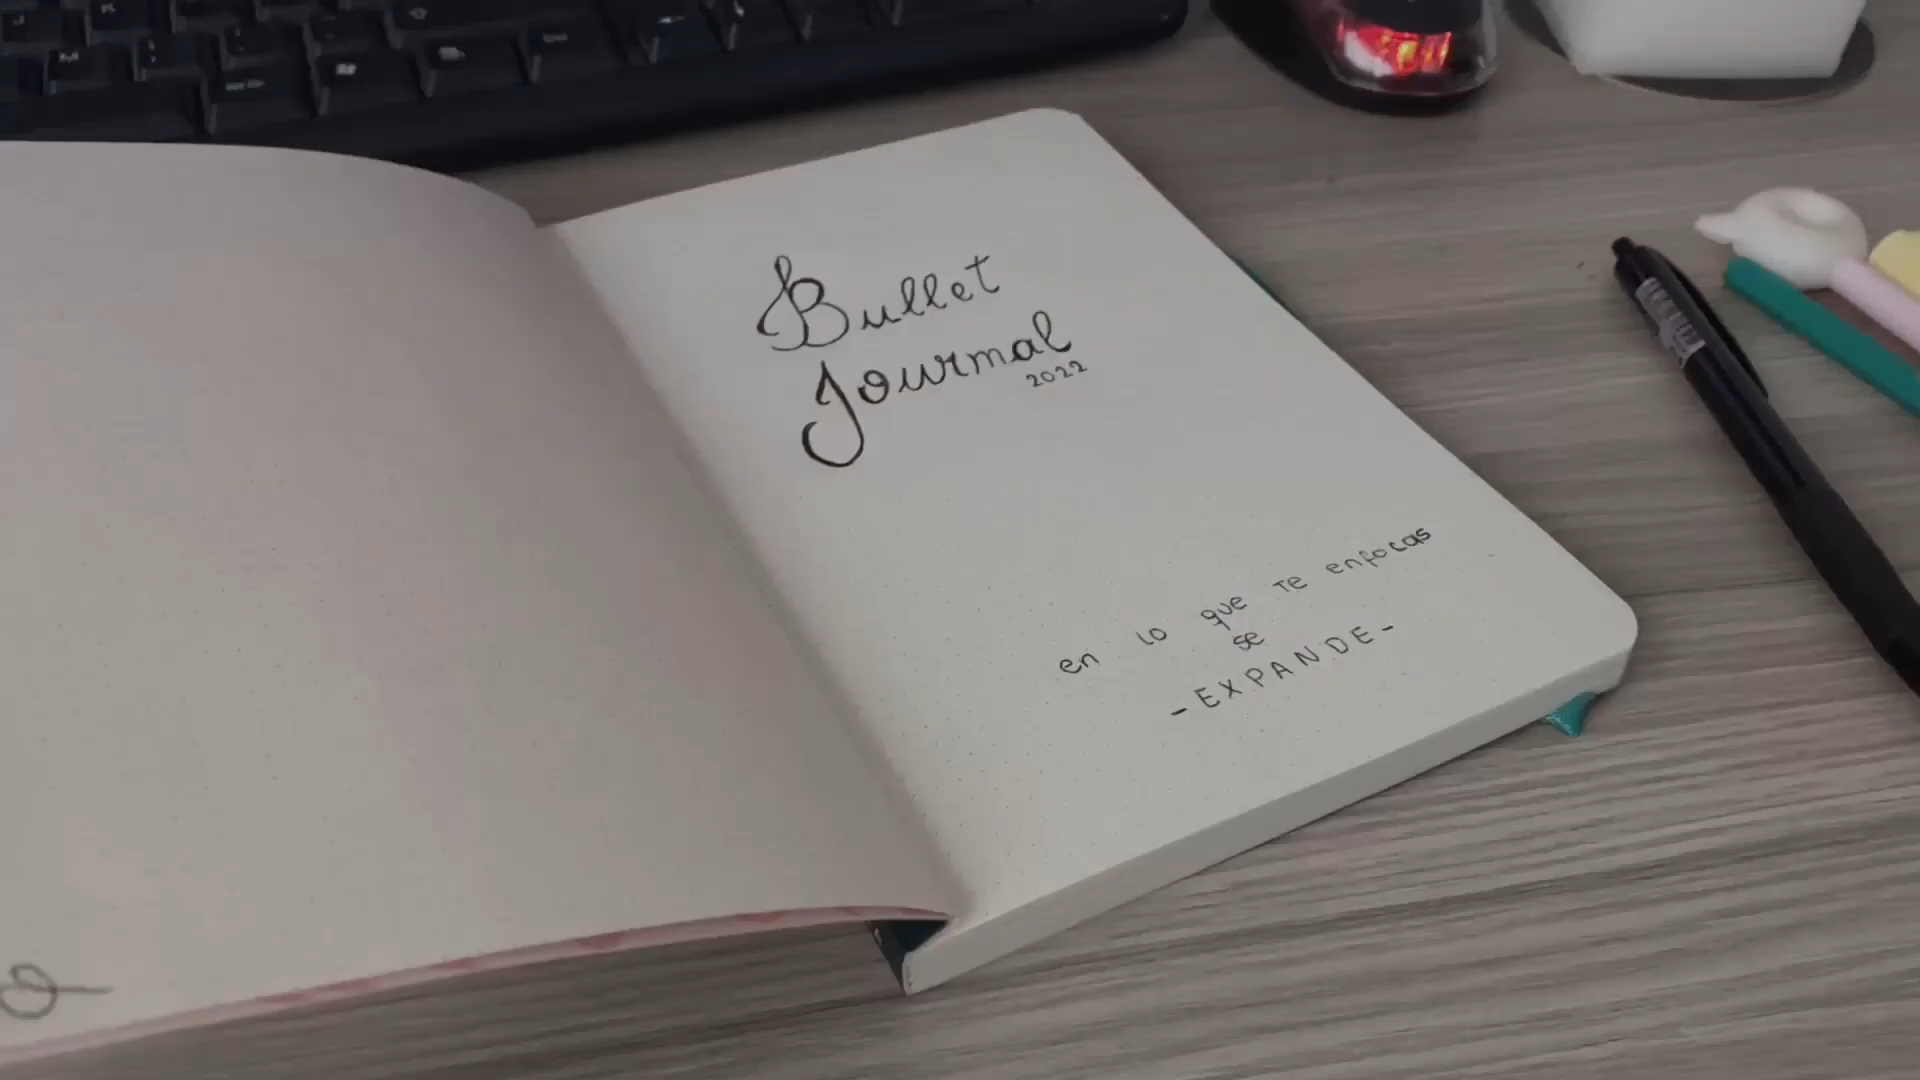 Bullet
Journal
2022
en lo que te enfocas
se
- EXPANDE -